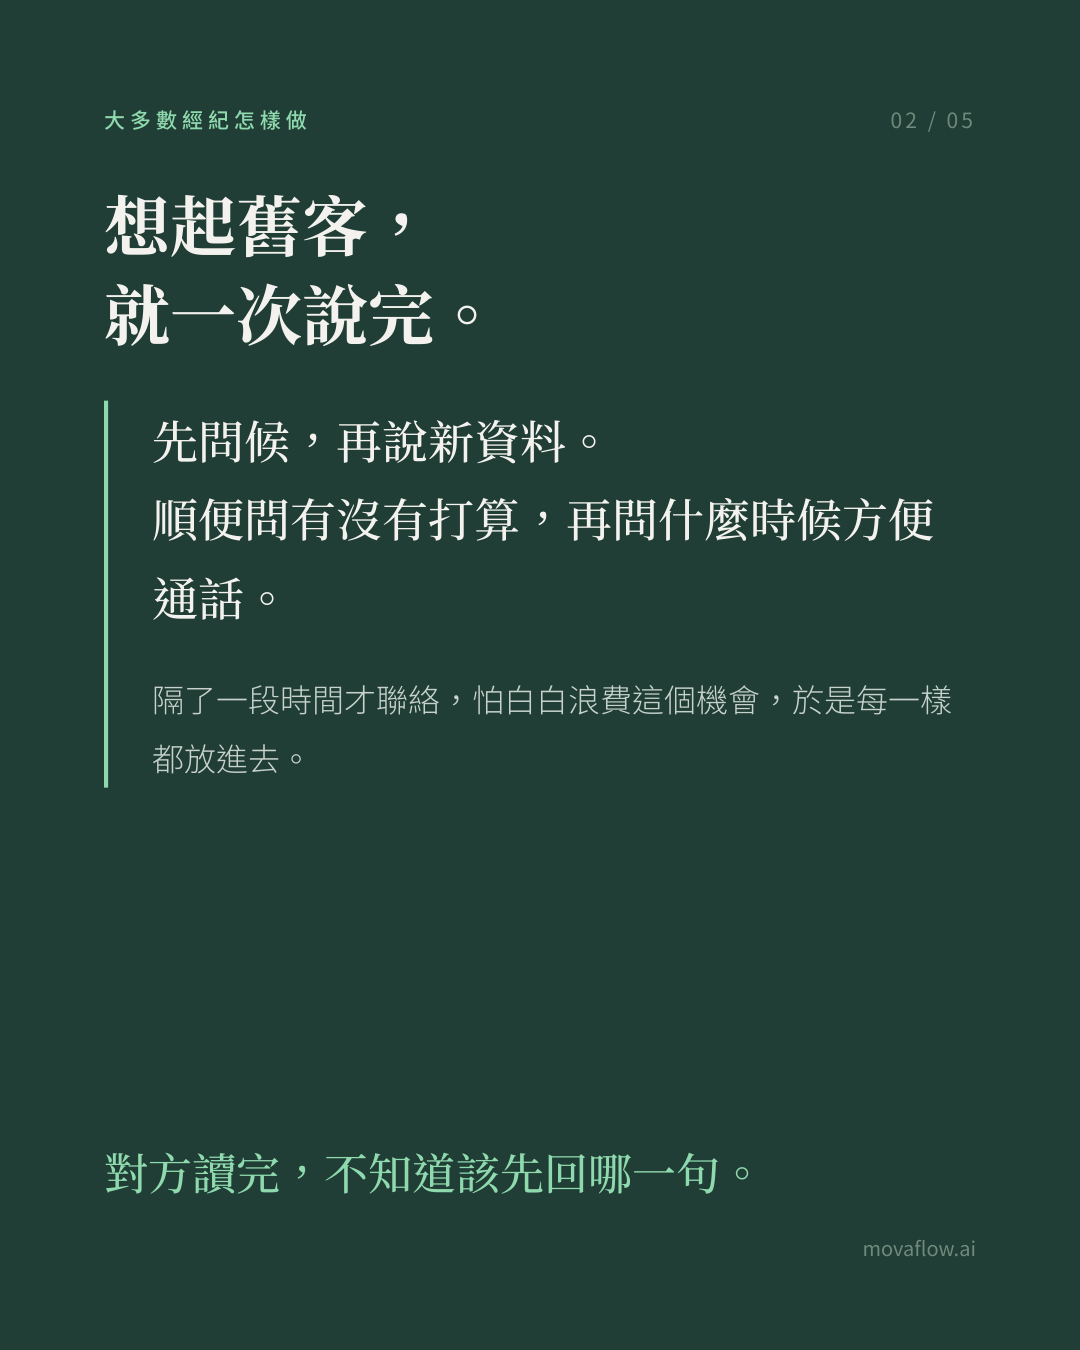 大多數經紀怎樣做
02 / 05
想起舊客，
就一次說完。
先問候，再說新資料。
順便問有沒有打算，再問什麼時候方便
通話。
隔了一段時間才聯絡，怕白白浪費這個機會，於是每一樣
都放進去。
對方讀完，不知道該先回哪一句。
movaflow.ai